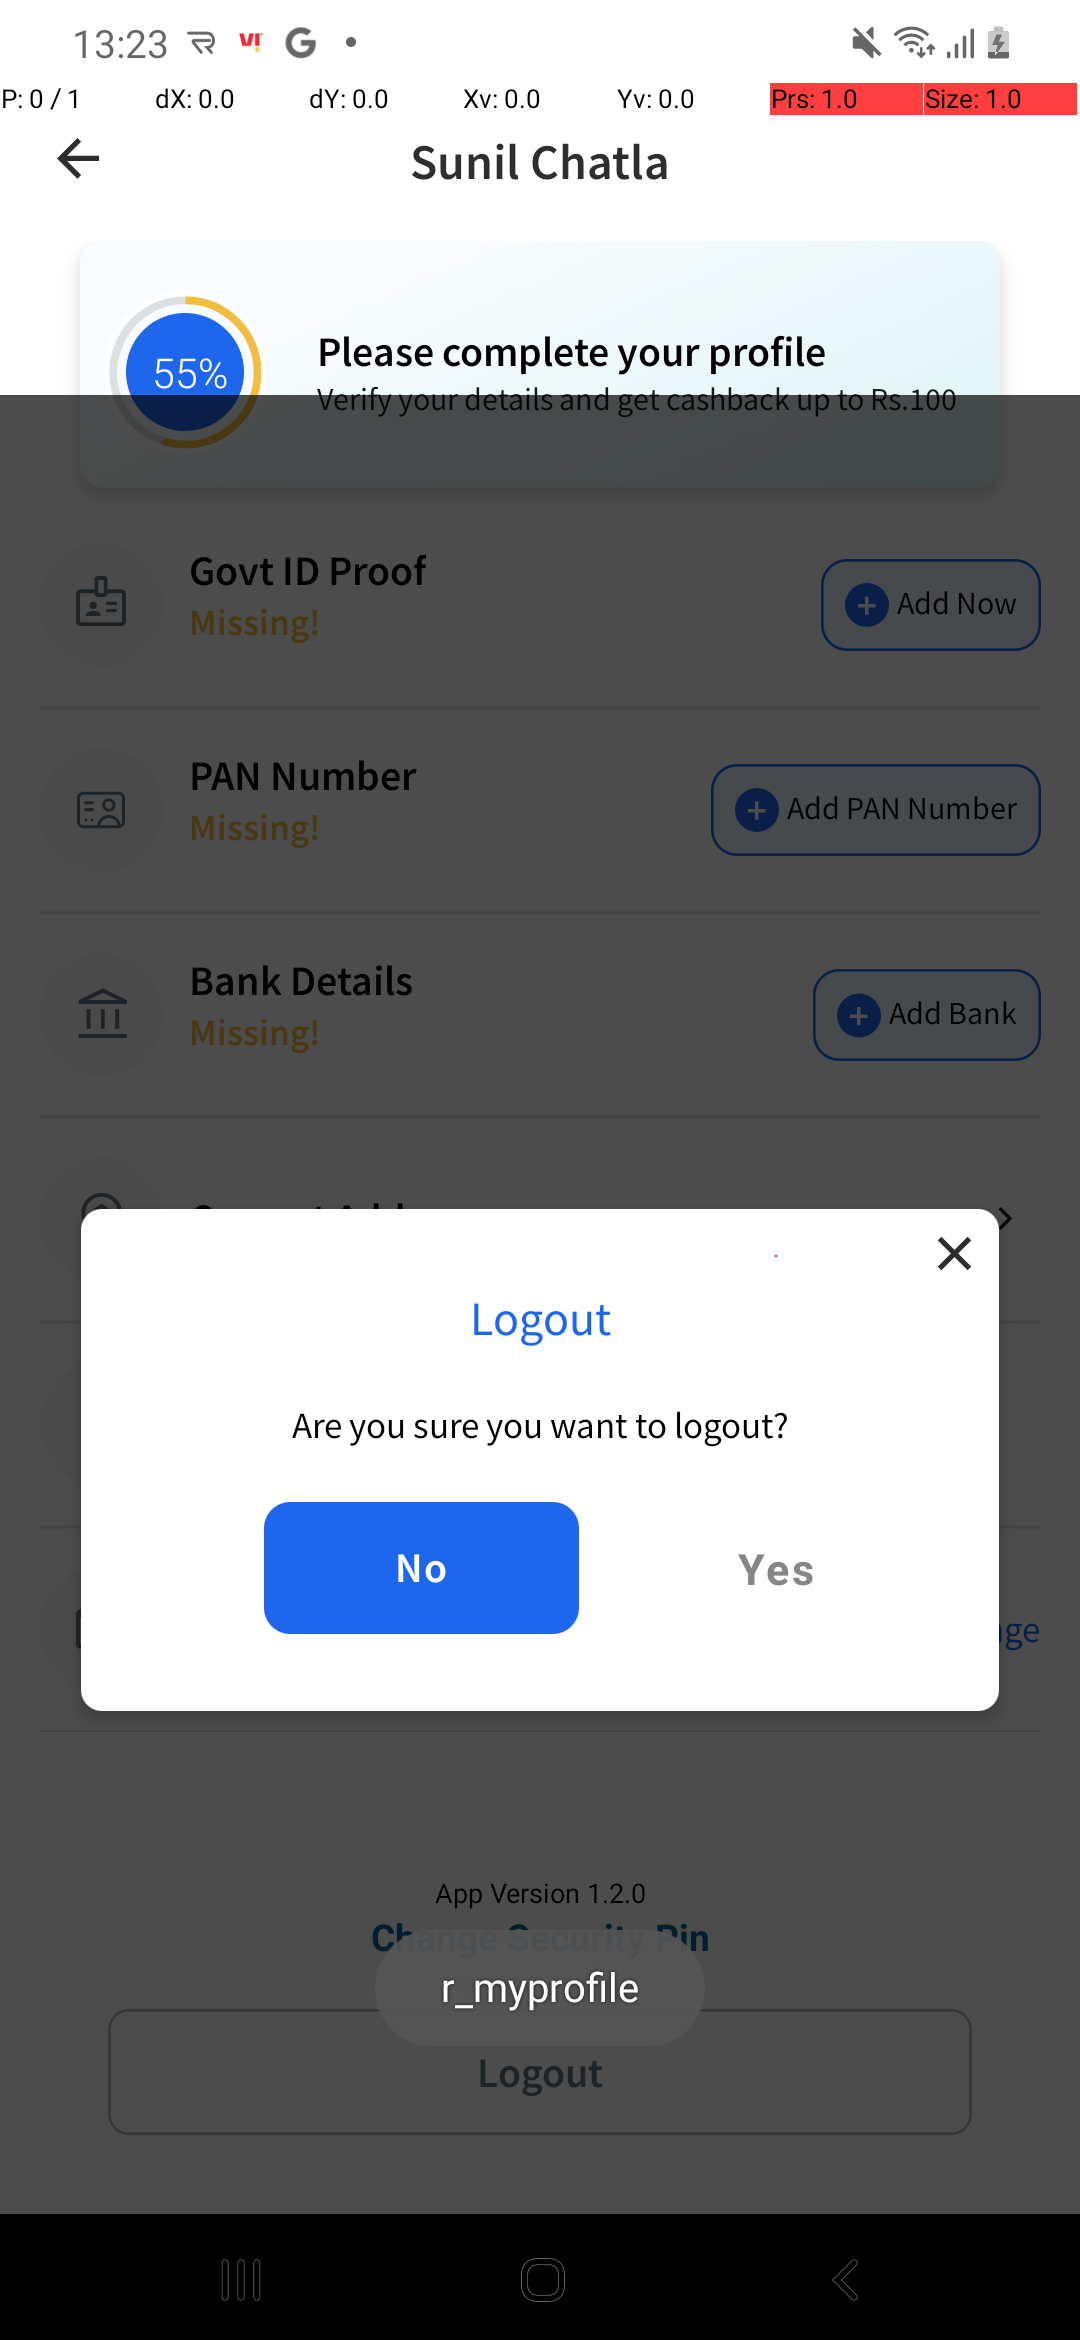 13:23
P: 0 / 1 dX: 0.0 dY: 0.0 Xv: 0.0 Yv: 0.0 Prs: 1.0 Size: 1.0
Sunil Chatla
55%
Please complete your profile
Verify your details and get cashback up to Rs.100
Govt ID Proof
Missing!
Add Now
PAN Number
Missing!
Add PAN Number
Bank Details
Missing!
Add Bank
Logout
Are you sure you want to logout?
No
Yes
App Version 1.2.0
Change Security Pin
r_myprofile
Logout